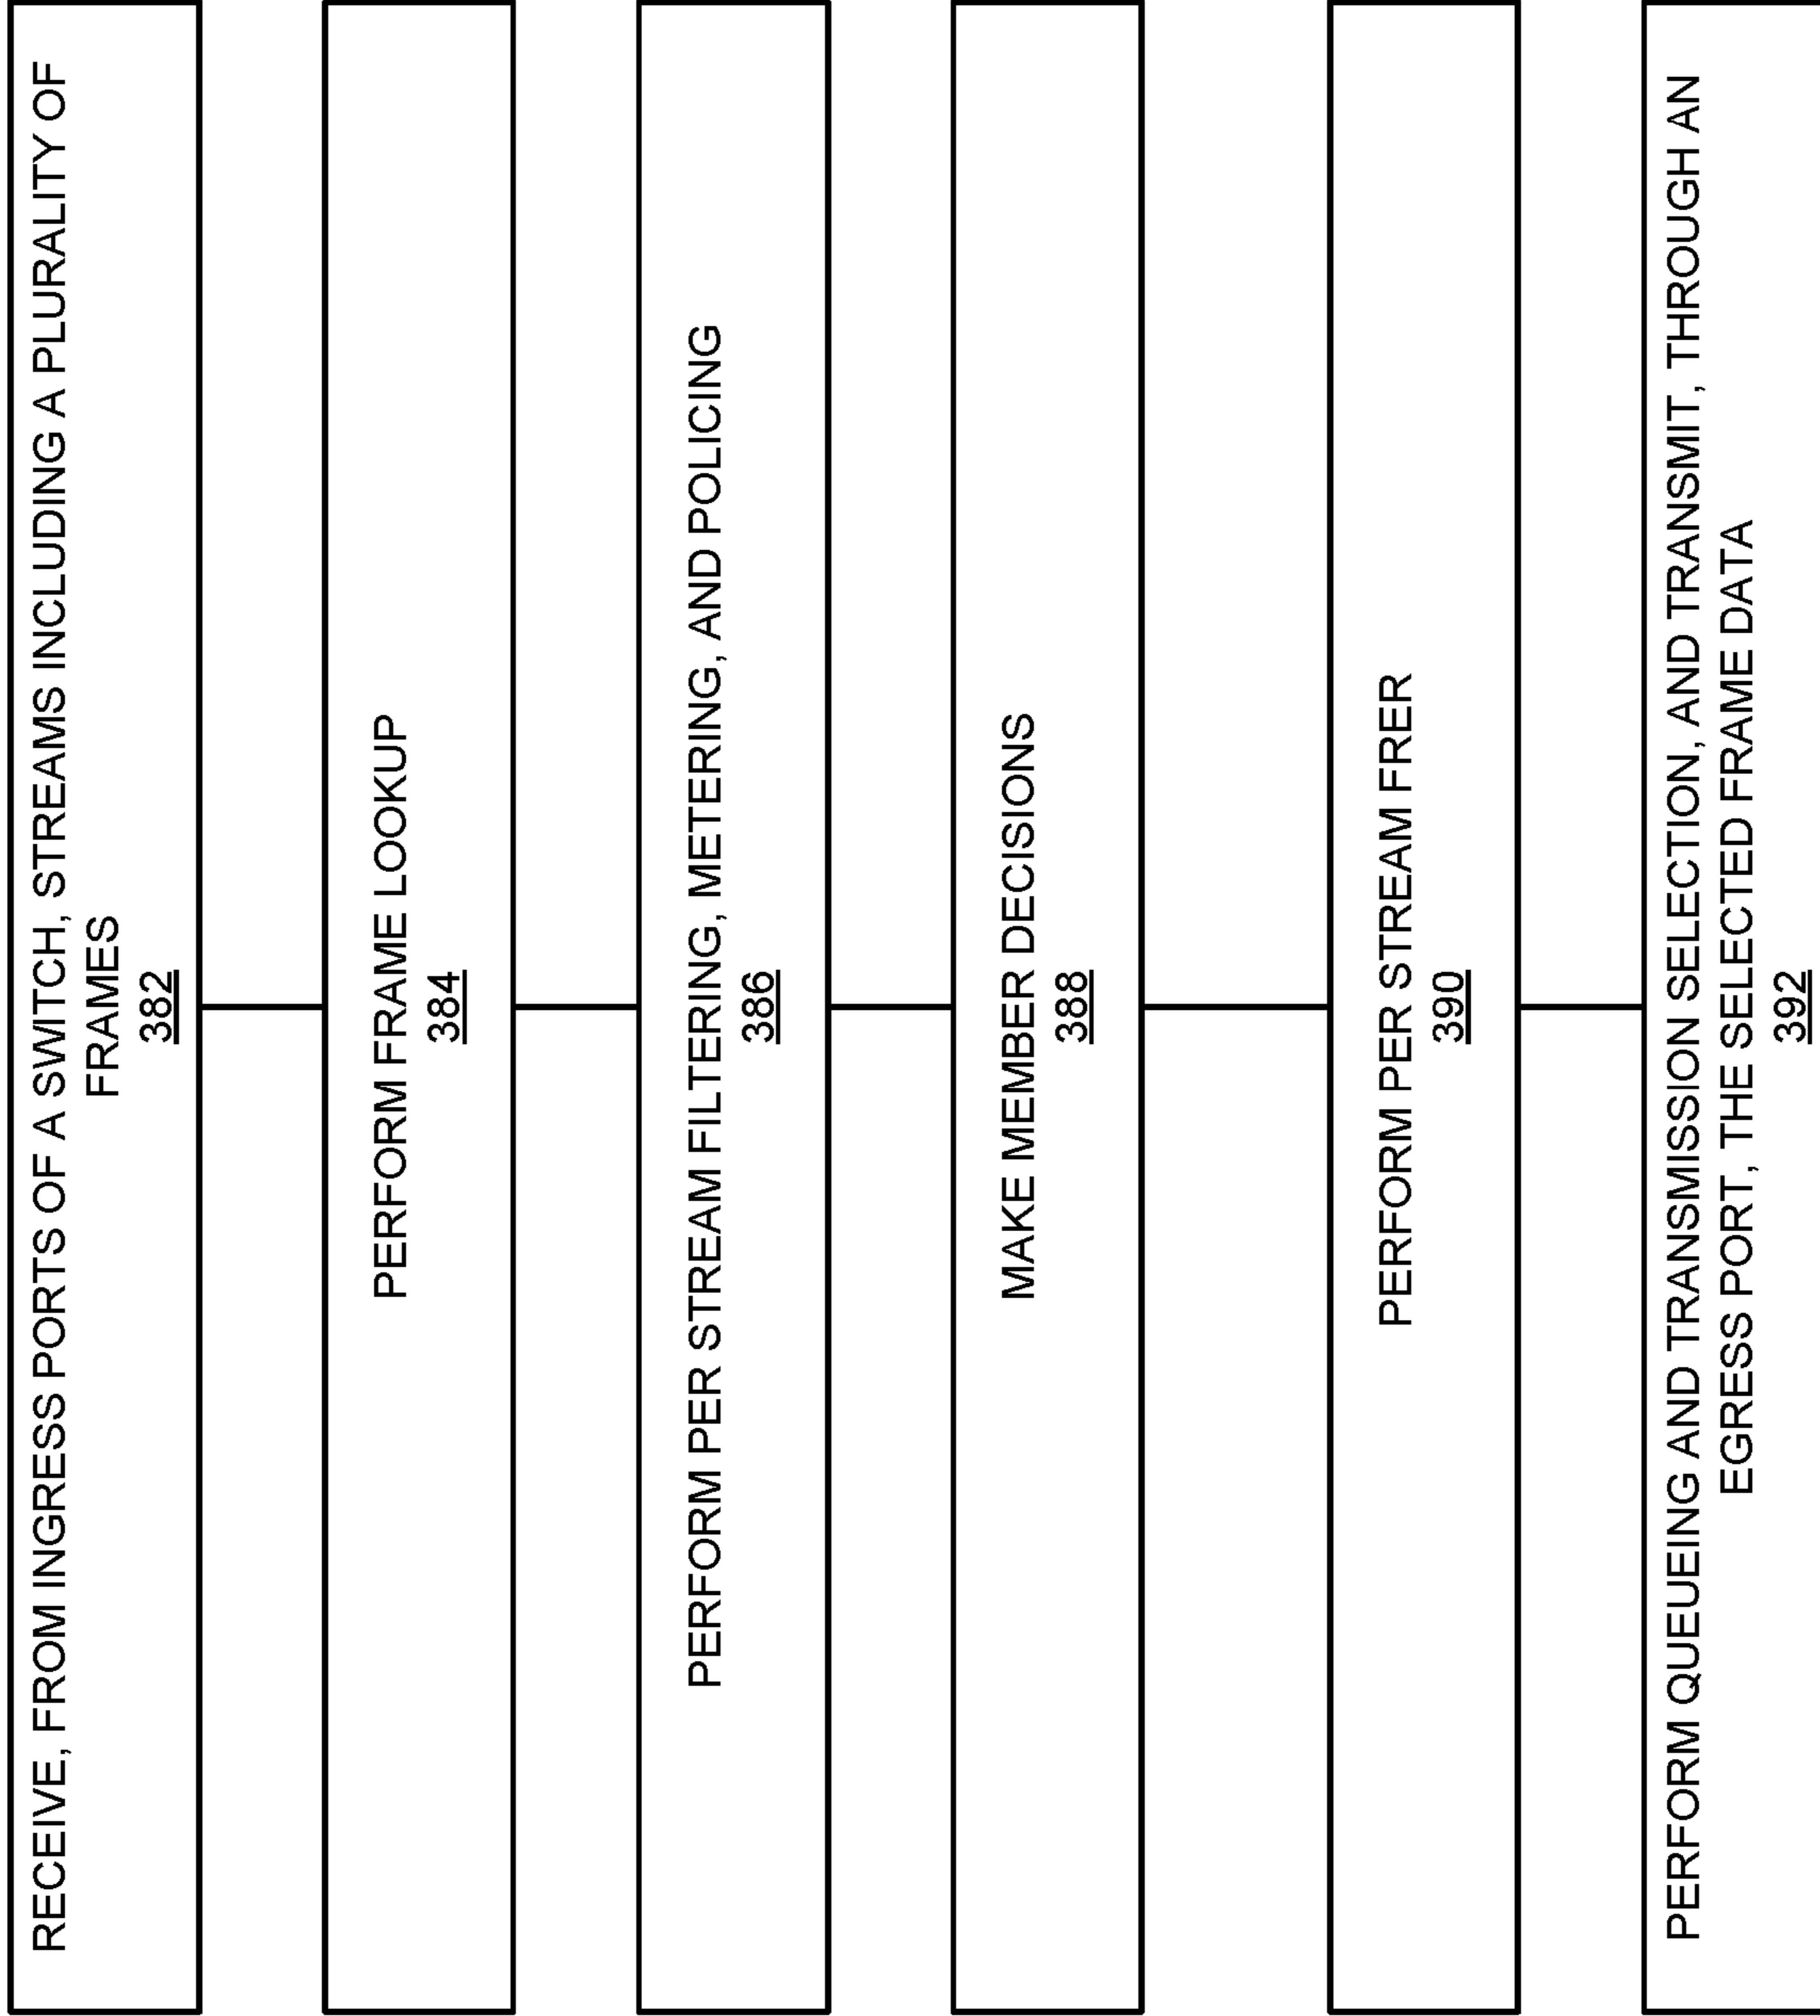 RECEIVE, FROM INGRESS PORTS OF A SWITCH, STREAMS INCLUDING A PLURALITY OF
FRAMES
382
PERFORM FRAME LOOKUP
384
PERFORM PER STREAM FILTERING, METERING, AND POLICING
386
MAKE MEMBER DECISIONS
388
PERFORM PER STREAM FRER
390
PERFORM QUEUEING AND TRANSMISSION SELECTION, AND TRANSMIT, THROUGH AN
EGRESS PORT, THE SELECTED FRAME DATA
392